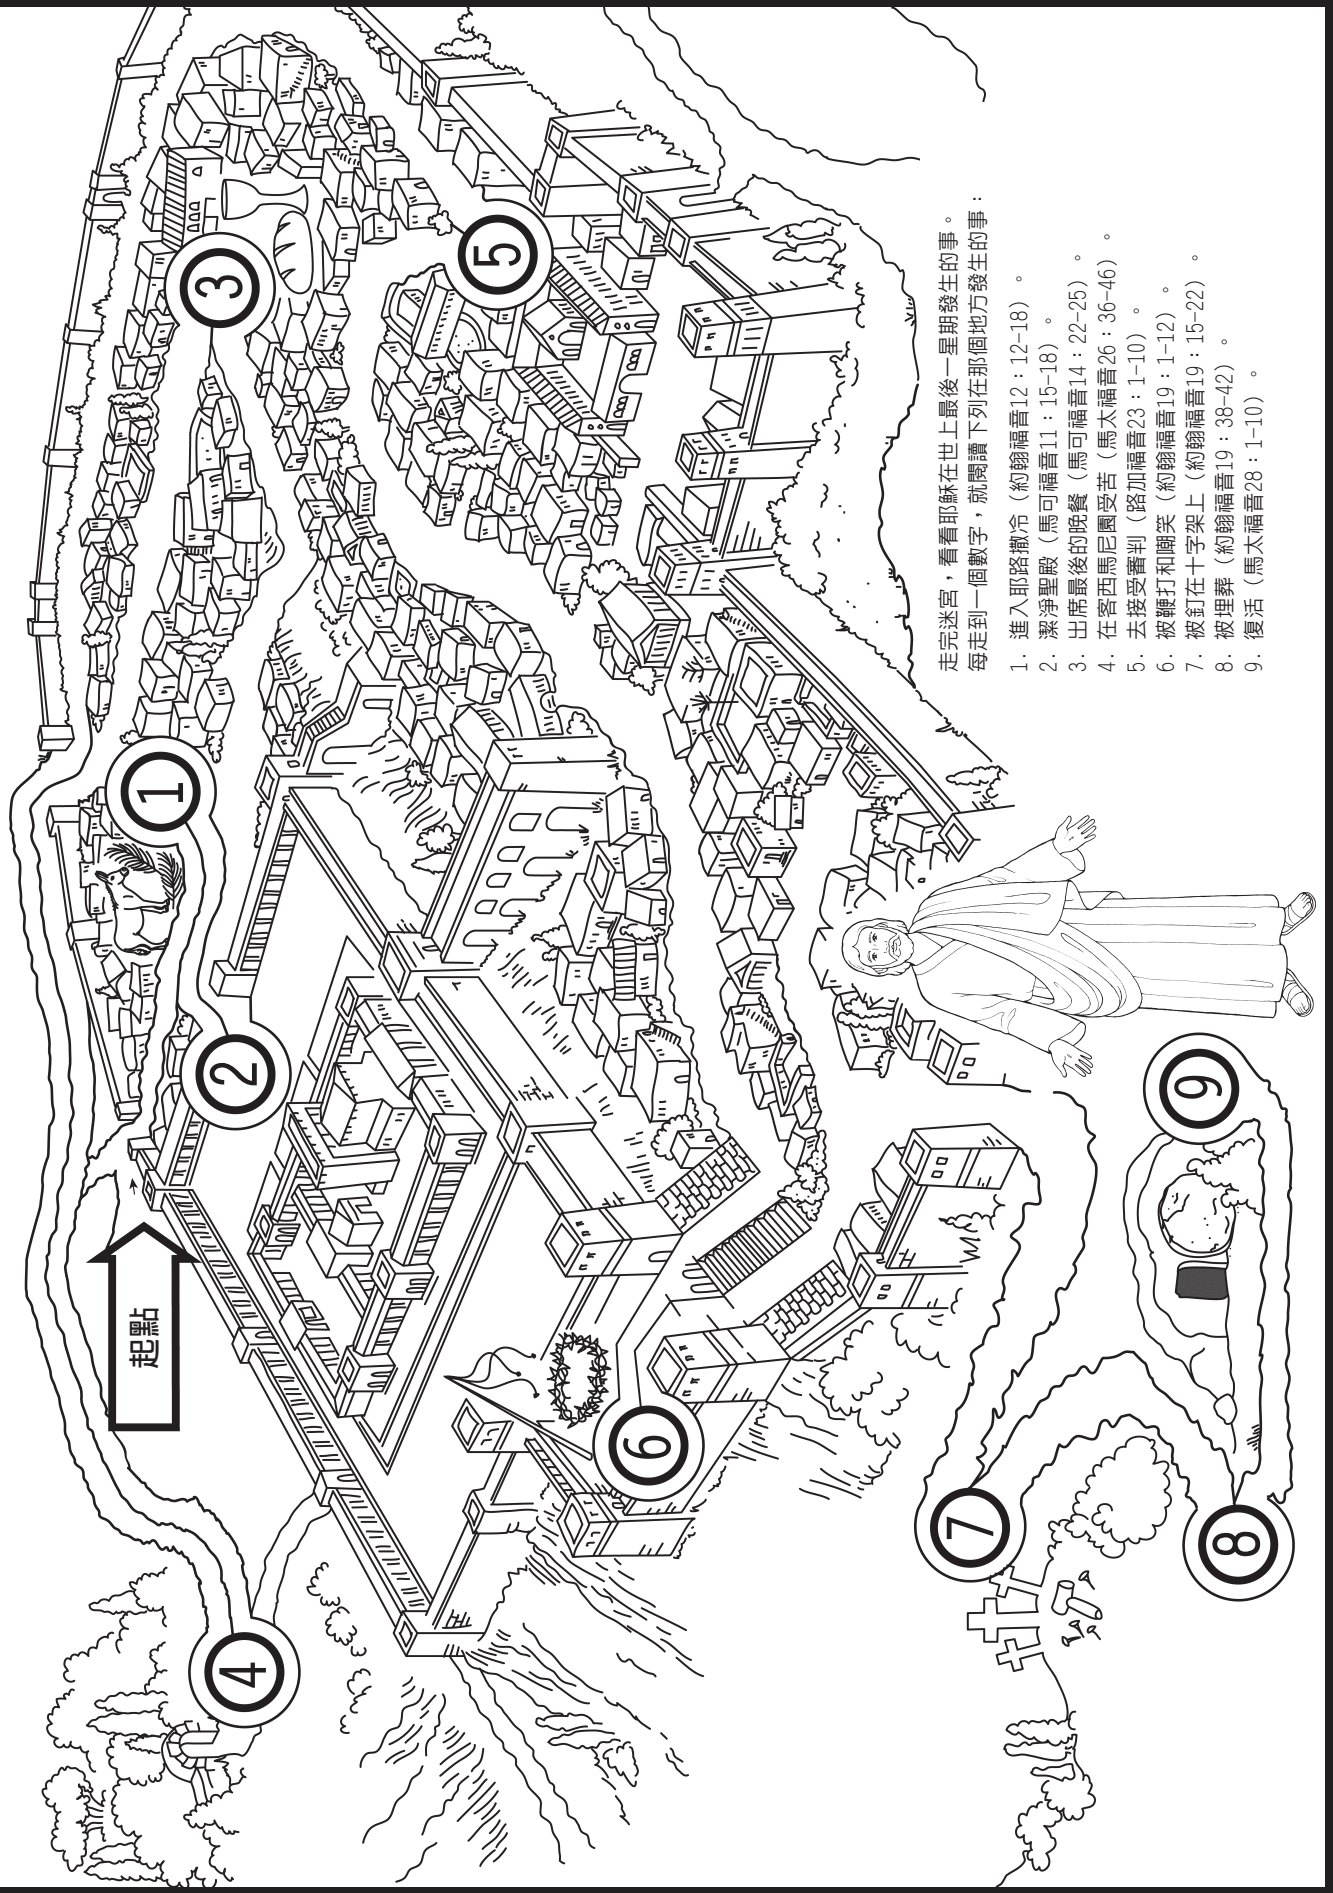 走完迷宮，看看耶穌在世上最後一星期發生的事。
每走到一個數字，就閱讀下列在那個地方發生的事：
1. 進入耶路撒冷（約翰福音12：12-18）。
2. 潔淨聖殿（馬可福音11：15-18）。
3. 出席最後的晚餐（馬可福音14：22-25）。
4. 在客西馬尼園受苦（馬太福音26：36-46）。
5. 去接受審判（路加福音23：1-10）。
6. 被鞭打和嘲笑（約翰福音19：1-12）。
7. 被釘在十字架上（約翰福音19：15-22）。
8. 被埋葬（約翰福音19：38-42）。
9. 復活（馬太福音28：1-10）。
起點
1
2
3
4
5
6
7
8
9